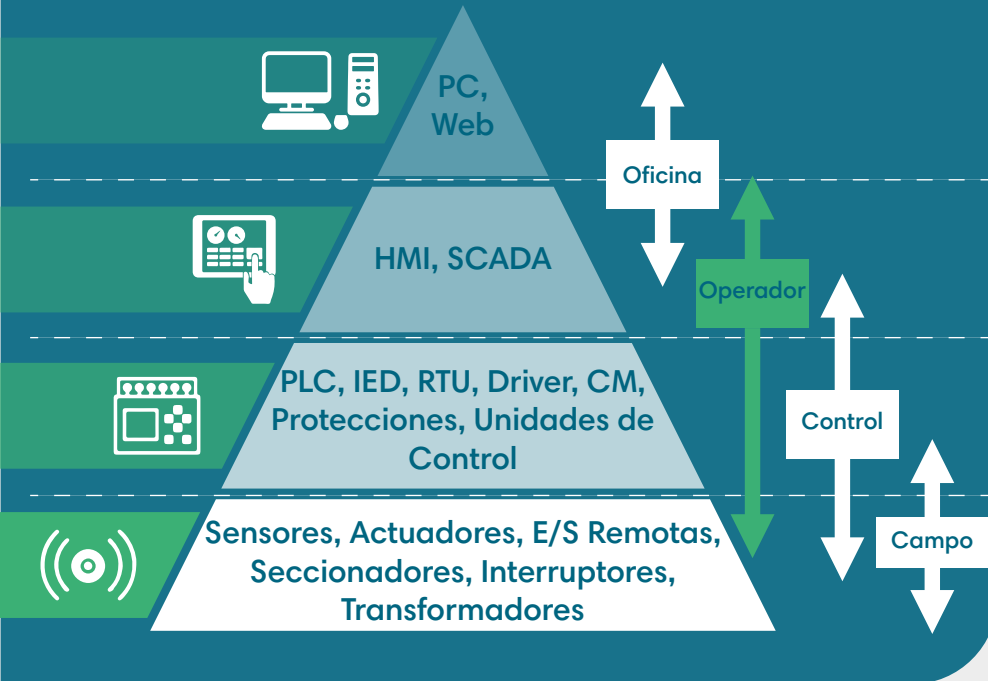 PC,
Web
Oficina
HMI, SCADA
Operador
PLC, IED, RTU, Driver, CM,
Protecciones, Unidades de
Control
Control
Sensores, Actuadores, E/S Remotas,
Seccionadores, Interruptores,
Transformadores
Campo